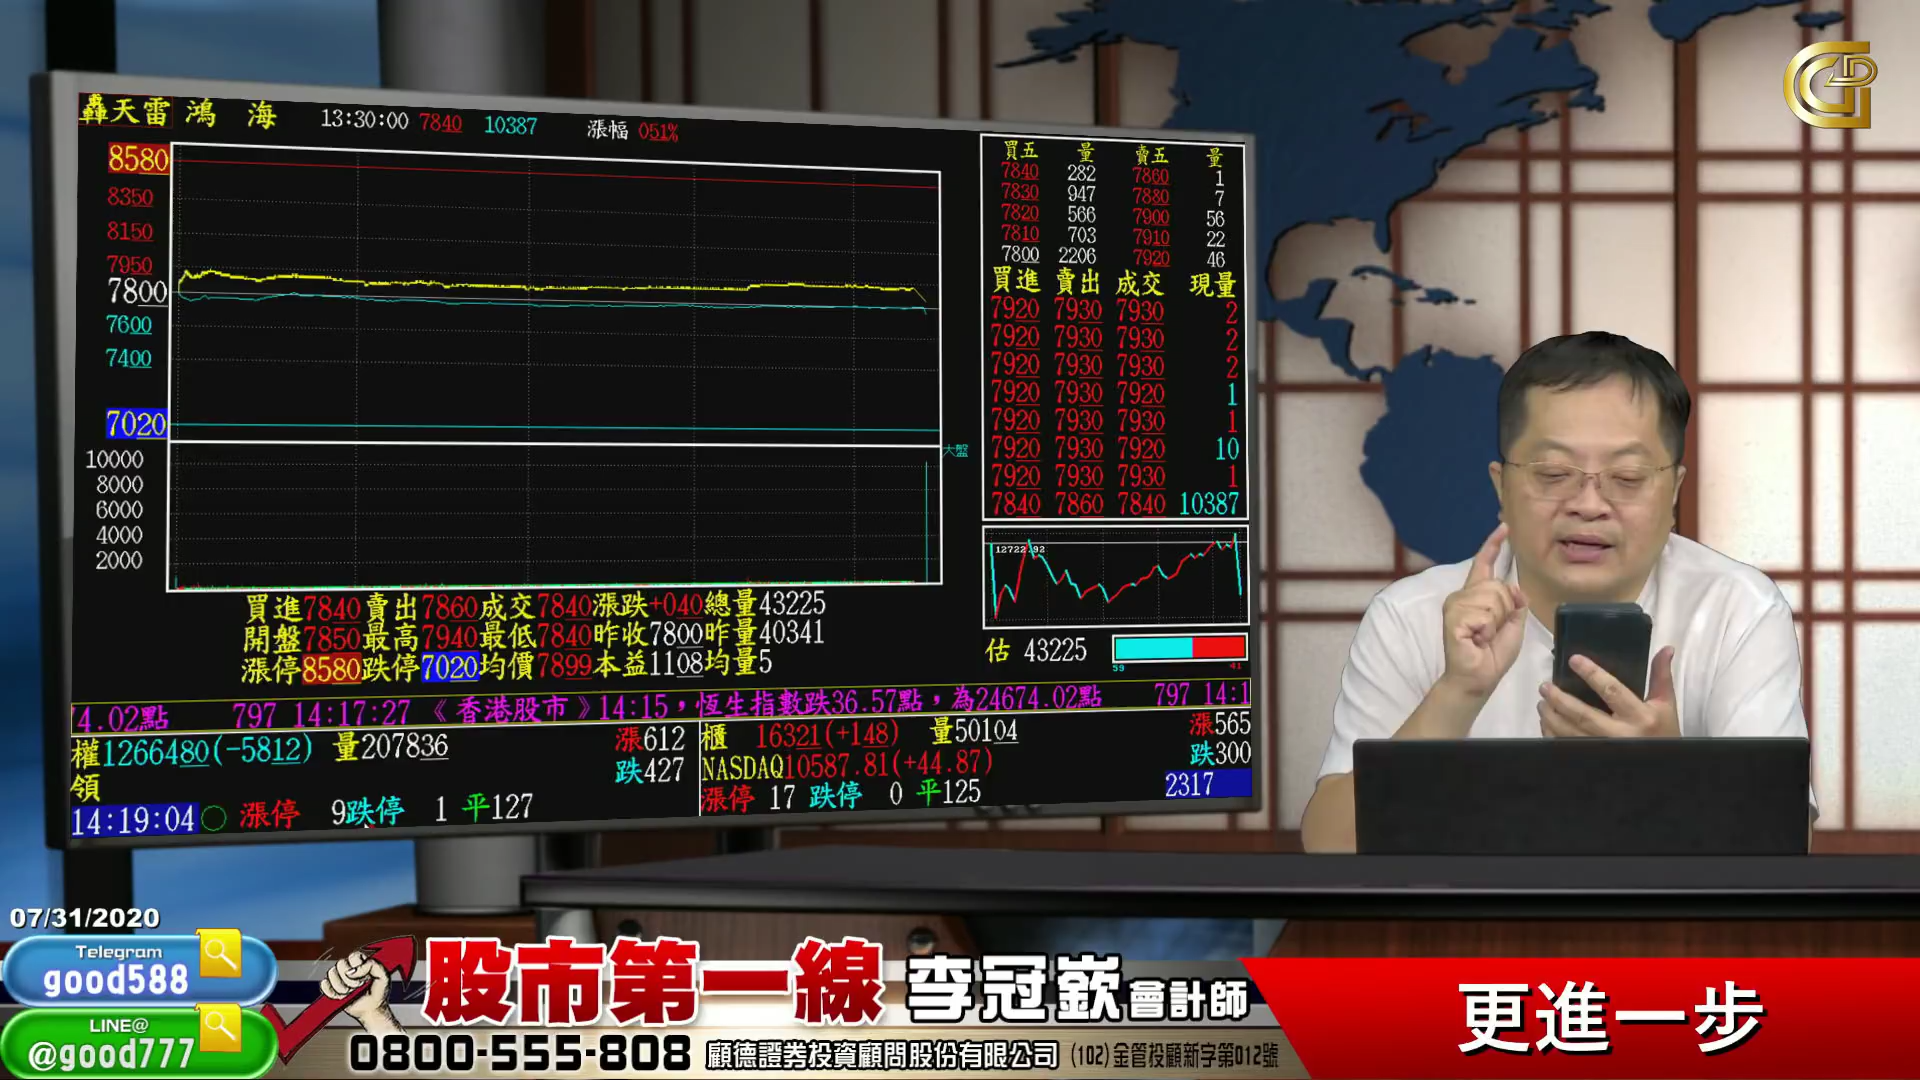 轟天雷 鴻 海 13:30:00 7840 10387 漲幅 051%
8580
8350
8150
7950
7800
7600
7400
7020
10000
8000
6000
4000
2000
大盤
買五 量 賣五 量
7840 282 7860 1
7830 947 7880 7
7820 566 7900 56
7810 703 7910 22
7800 2206 7920 46
買進 賣出 成交 現量
7920 7930 7930 2
7920 7930 7930 2
7920 7930 7930 2
7920 7930 7920 1
7920 7930 7930 1
7920 7930 7920 10
7920 7930 7930 1
7840 7860 7840 10387
12722.92
估 43225
59 41
買進7840賣出7860成交7840漲跌+040總量43225
開盤7850最高7940最低7840昨收7800昨量40341
漲停8580跌停7020均價7899本益1108均量5
74.02點 797 14:17:27 《香港股市》14:15,恆生指數跌36.57點,為24674.02點 797 14:1
權1266480(-5812) 量207836 漲612
跌427
領
14:19:04 漲停 9跌停 1 平127
櫃 16321(+148) 量50104 漲565
NASDAQ10587.81(+44.87) 跌300
漲停 17 跌停 0 平125 2317
GD
07/31/2020
Telegram
good588
LINE@
@good777
股市第一線 李冠嶔會計師
0800-555-808 顧德證券投資顧問股份有限公司 (102)金管投顧新字第012號
更進一步